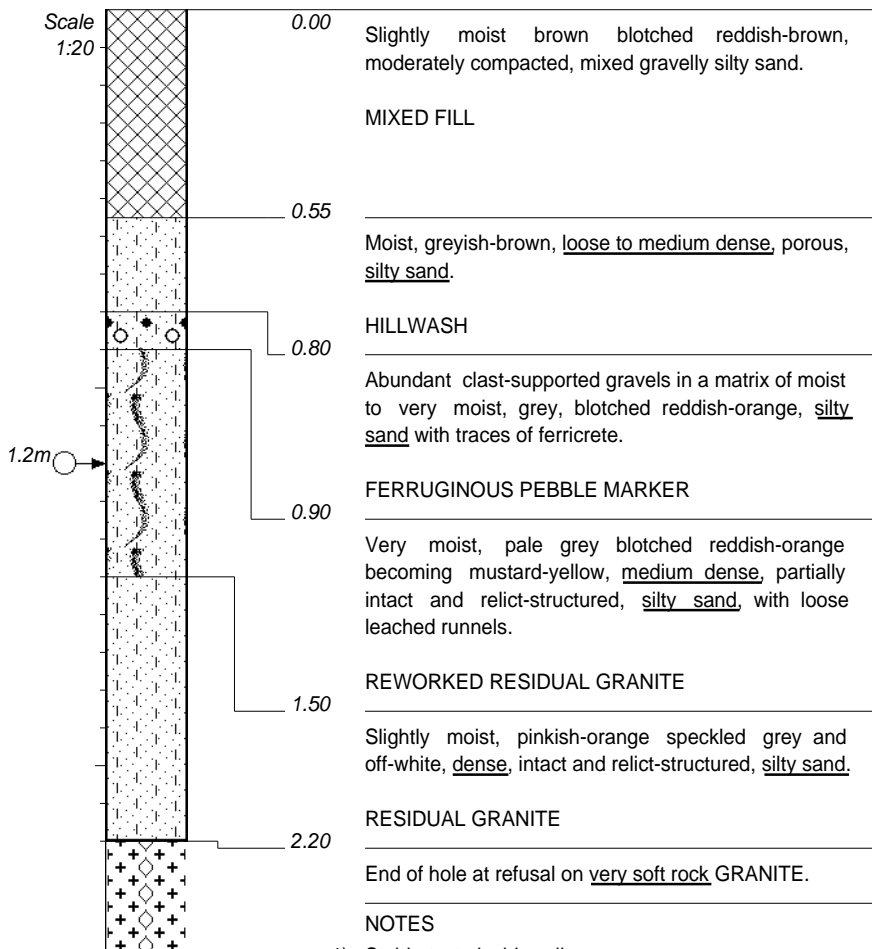 Scale
1:20
0.00
Slightly moist brown blotched reddish-brown,
moderately compacted, mixed gravelly silty sand.
MIXED FILL
0.55
Moist, greyish-brown, loose to medium dense, porous,
silty sand.
HILLWASH
0.80
Abundant clast-supported gravels in a matrix of moist
to very moist, grey, blotched reddish-orange, silty
sand with traces of ferricrete.
1.2m
FERRUGINOUS PEBBLE MARKER
0.90
Very moist, pale grey blotched reddish-orange
becoming mustard-yellow, medium dense, partially
intact and relict-structured, silty sand, with loose
leached runnels.
REWORKED RESIDUAL GRANITE
1.50
Slightly moist, pinkish-orange speckled grey and
off-white, dense, intact and relict-structured, silty sand.
RESIDUAL GRANITE
2.20
End of hole at refusal on very soft rock GRANITE.
NOTES